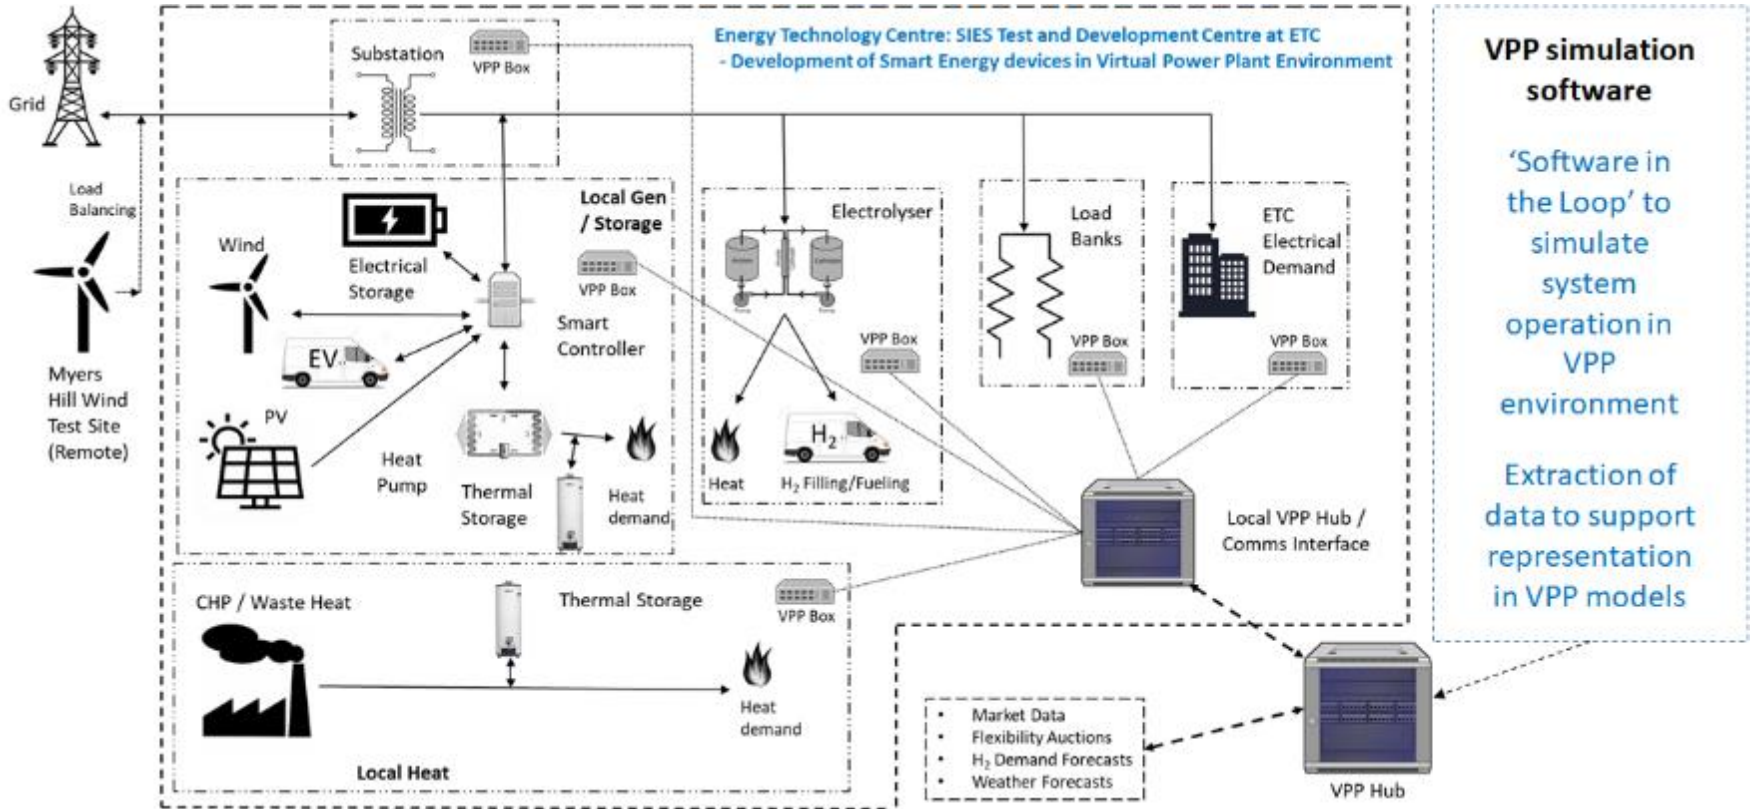 Energy Technology Centre: SIES Test and Development Centre at ETC
- Development of Smart Energy devices in Virtual Power Plant Environment
Grid
Substation
VPP Box
Load
Balancing
Myers
Hill Wind
Test Site
(Remote)
Local Gen
/ Storage
VPP Box
Wind
Electrical
Storage
Smart
Controller
EV
PV
Heat
Pump
Thermal
Storage
Heat
demand
Electrolyser
VPP Box
Heat
H2
H2 Filling/Fueling
Load
Banks
VPP Box
ETC
Electrical
Demand
VPP Box
Local VPP Hub /
Comms Interface
CHP / Waste Heat
Thermal Storage
VPP Box
Heat
demand
Local Heat
• Market Data
• Flexibility Auctions
• H2 Demand Forecasts
• Weather Forecasts
VPP Hub
VPP simulation
software
‘Software in
the Loop’ to
simulate
system
operation in
VPP
environment
Extraction of
data to support
representation
in VPP models